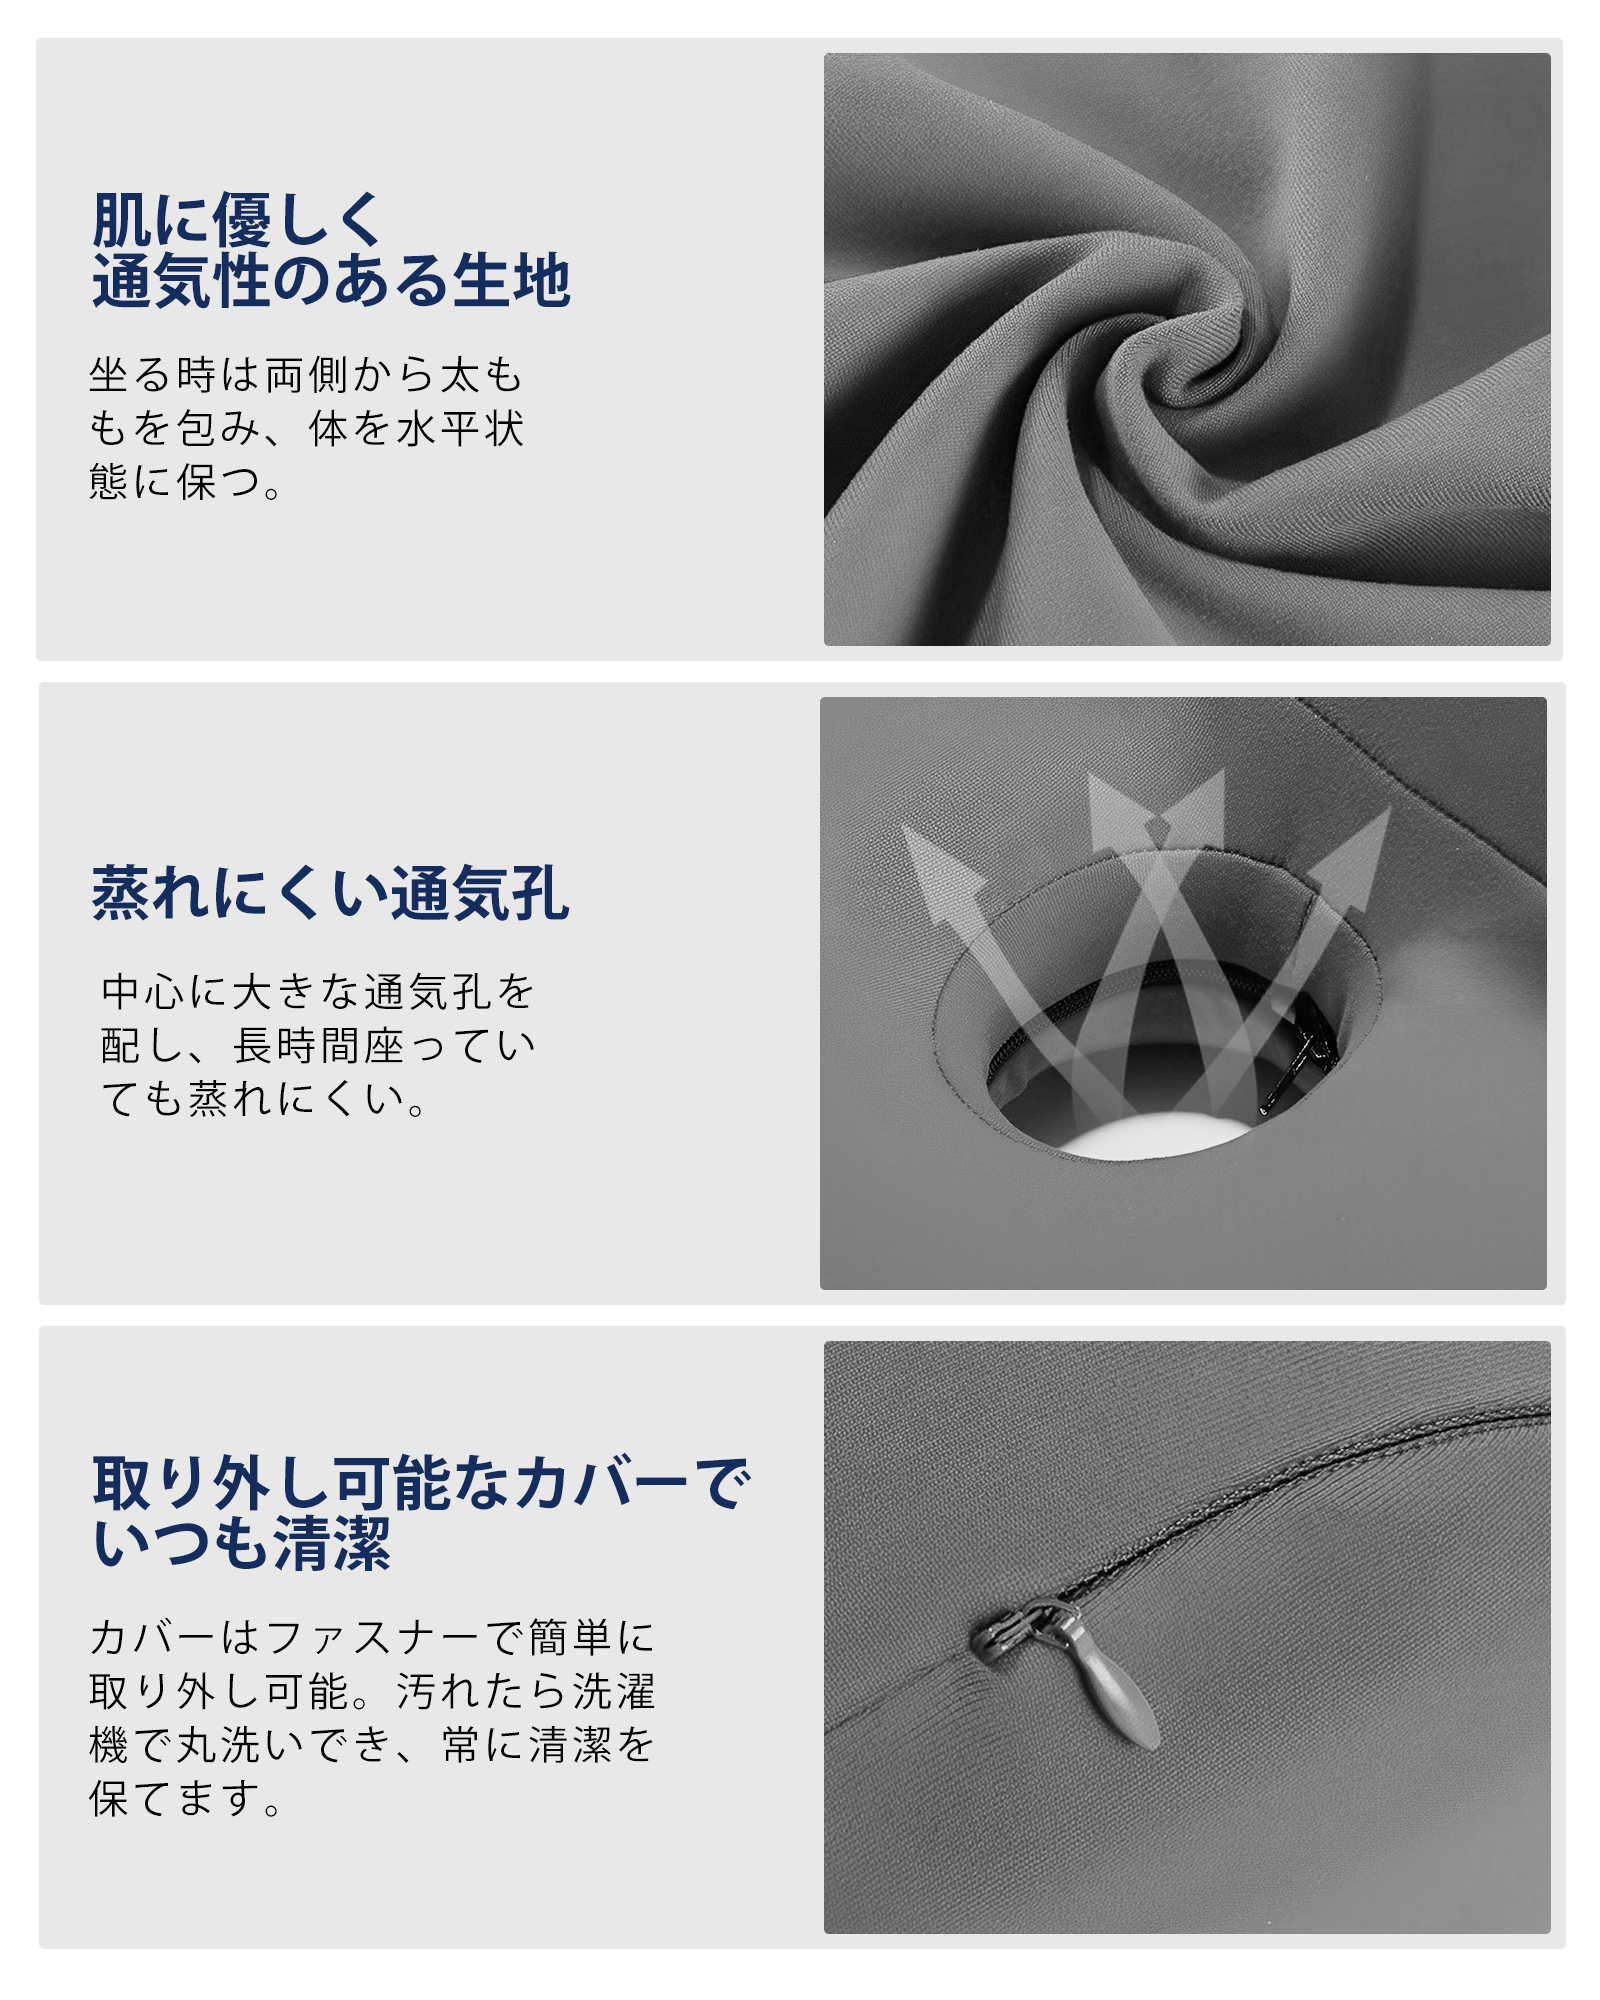 肌に優しく
通気性のある生地
坐る時は両側から太も
もを包み、体を水平状
態に保つ。
蒸れにくい通気孔
中心に大きな通気孔を
配し、長時間座ってい
ても蒸れにくい。
取り外し可能なカバーで
いつも清潔
カバーはファスナーで簡単に
取り外し可能。汚れたら洗濯
機で丸洗いでき、常に清潔を
保てます。